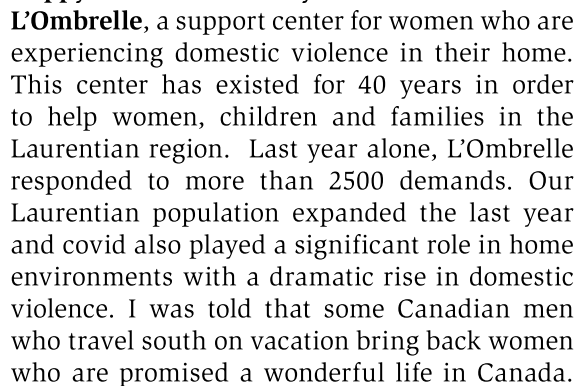 L’Ombrelle, a support center for women who are
experiencing domestic violence in their home.
This center has existed for 40 years in order
to help women, children and families in the
Laurentian region. Last year alone, L’Ombrelle
responded to more than 2500 demands. Our
Laurentian population expanded the last year
and covid also played a significant role in home
environments with a dramatic rise in domestic
violence. I was told that some Canadian men
who travel south on vacation bring back women
who are promised a wonderful life in Canada.